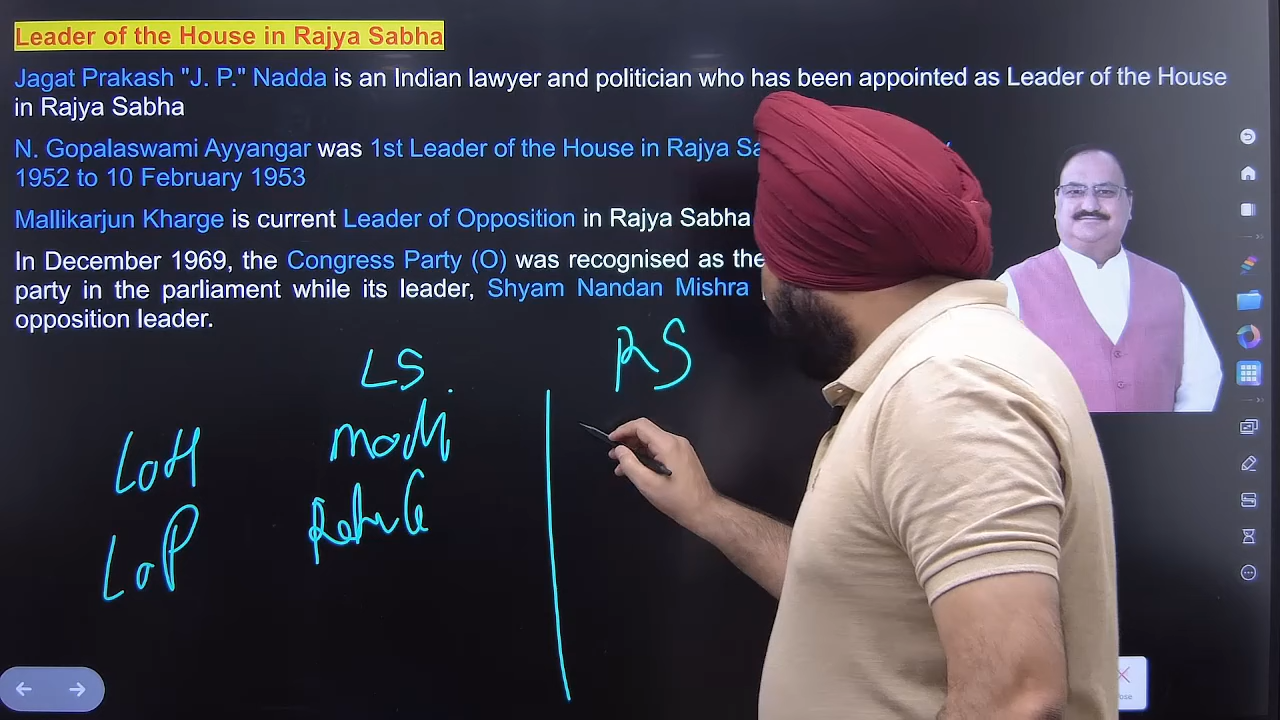 Leader of the House in Rajya Sabha
Jagat Prakash "J. P." Nadda is an Indian lawyer and politician who has been appointed as Leader of the House
in Rajya Sabha
N. Gopalaswami Ayyangar was 1st Leader of the House in Rajya
1952 to 10 February 1953
Mallikarjun Kharge is current Leader of Opposition in Rajya Sabha
In December 1969, the Congress Party (O) was recognised as the
party in the parliament while its leader, Shyam Nandan Mishra
opposition leader.
LS RS
LoH Modi
LoP